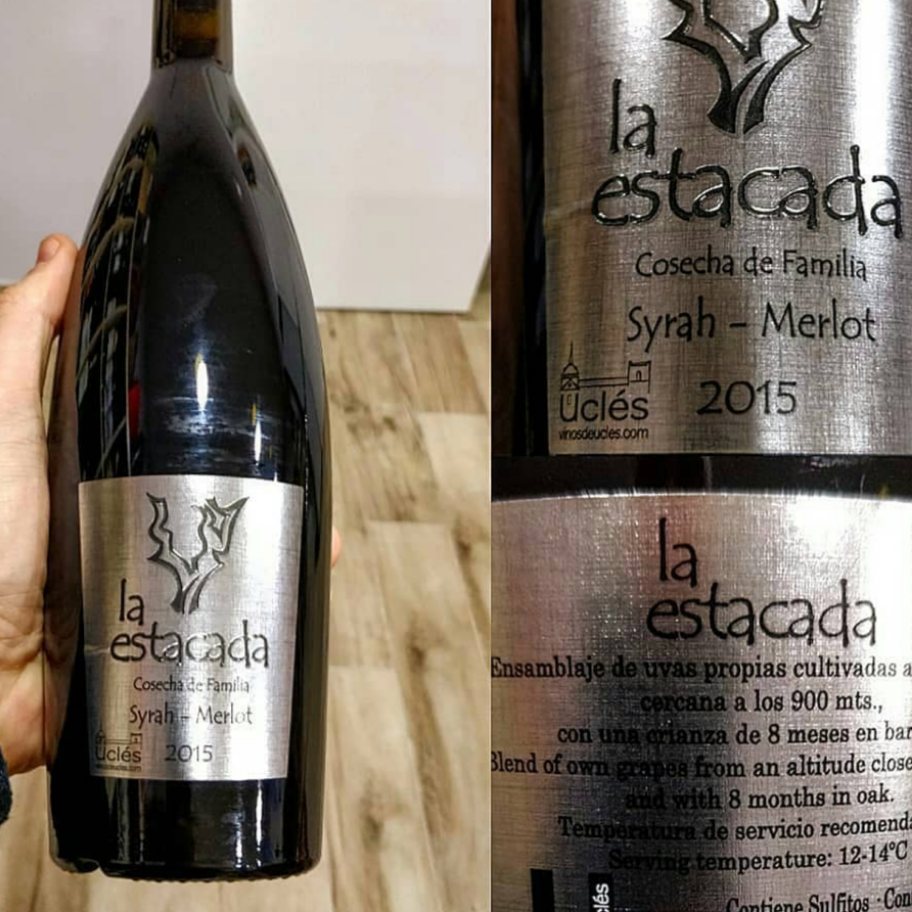 la
estacada
Cosecha de Familia
Syrah - Merlot
Uclés
2015
la
estacada
Cosecha de Familia
Syrah - Merlot
uclés
2015
vinosdeucles.com
la
estacada
Ensamblaje de uvas propias cultivadas a
cercana a los 900 mts.,
con una crianza de 8 meses en bar
Blend of own grapes from an altitude close
and with 8 months in oak.
Temperatura de servicio recomenda
Serving temperature: 12-14°C
clés
Contiene Sulfitos · Con